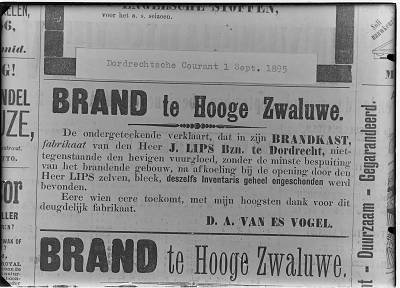 ENGELSCHE STOFFEN,
voor het a. s. seizoen.
Dordrechtsche Courant 1 Sept. 1895
BRAND te Hooge Zwaluwe.
De ondergeteekende verklaart, dat in zijn BRANDKAST,
fabrikaat van den Heer J. LIPS Bzn. te Dordrecht, niet-
tegenstaande den hevigen vuurgloed, zonder de minste bespuiting
van het brandende gebouw, na afkoeling bij de opening door den
Heer LIPS zelven, bleek, deszelfs Inventaris geheel ongeschonden werd
bevonden.
Eere wien eere toekomt, met mijn hoogsten dank voor dit
deugdelijk fabrikaat.
D. A. VAN ES VOGEL.
BRAND te Hooge Zwaluwe.
Duurzaam - Gegarandeerd.